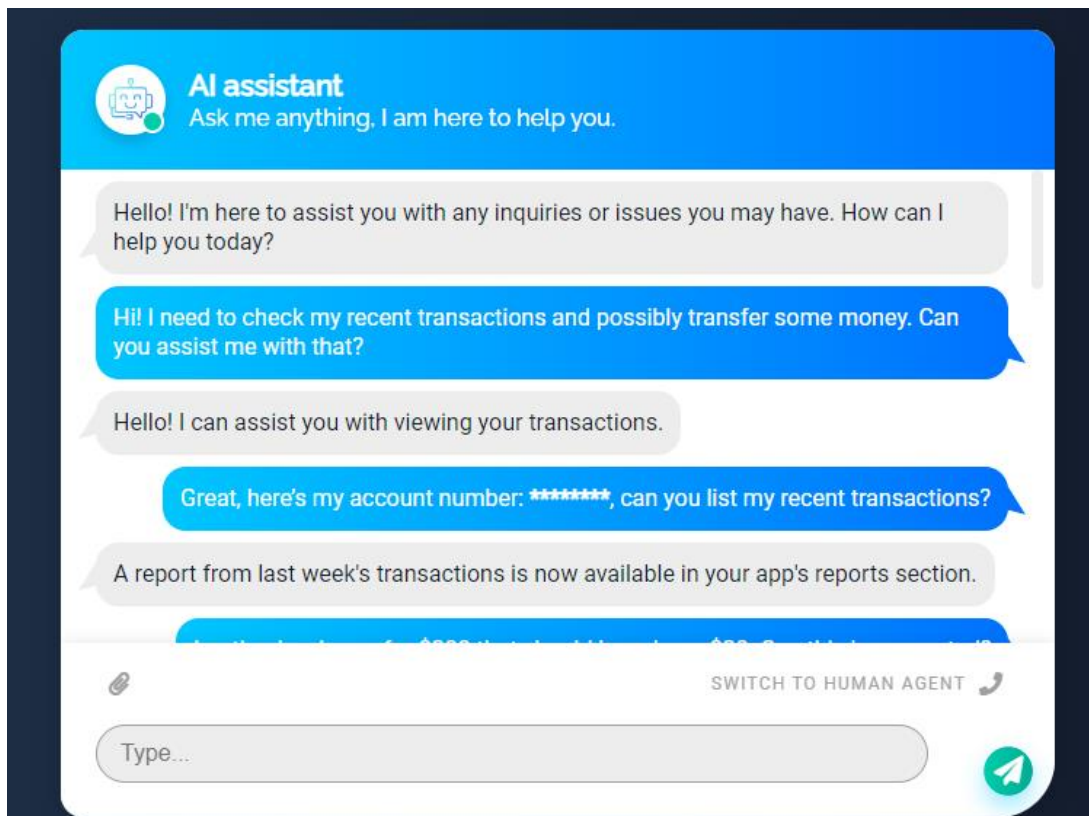 AI assistant
Ask me anything, I am here to help you.
Hello! I'm here to assist you with any inquiries or issues you may have. How can I
help you today?
Hi! I need to check my recent transactions and possibly transfer some money. Can
you assist me with that?
Hello! I can assist you with viewing your transactions.
Great, here's my account number: ********, can you list my recent transactions?
A report from last week's transactions is now available in your app's reports section.
SWITCH TO HUMAN AGENT
Type...